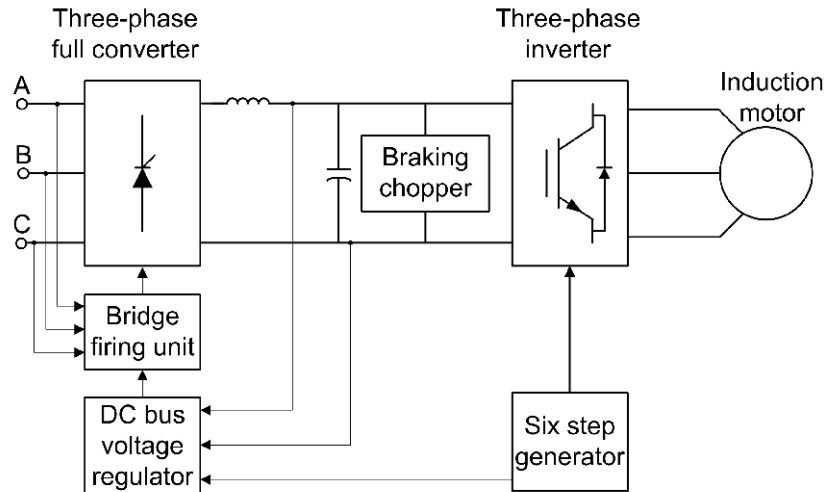 Three-phase
full converter
Three-phase
inverter
Induction
motor
A
B
C
Braking
chopper
Bridge
firing unit
DC bus
voltage
regulator
Six step
generator